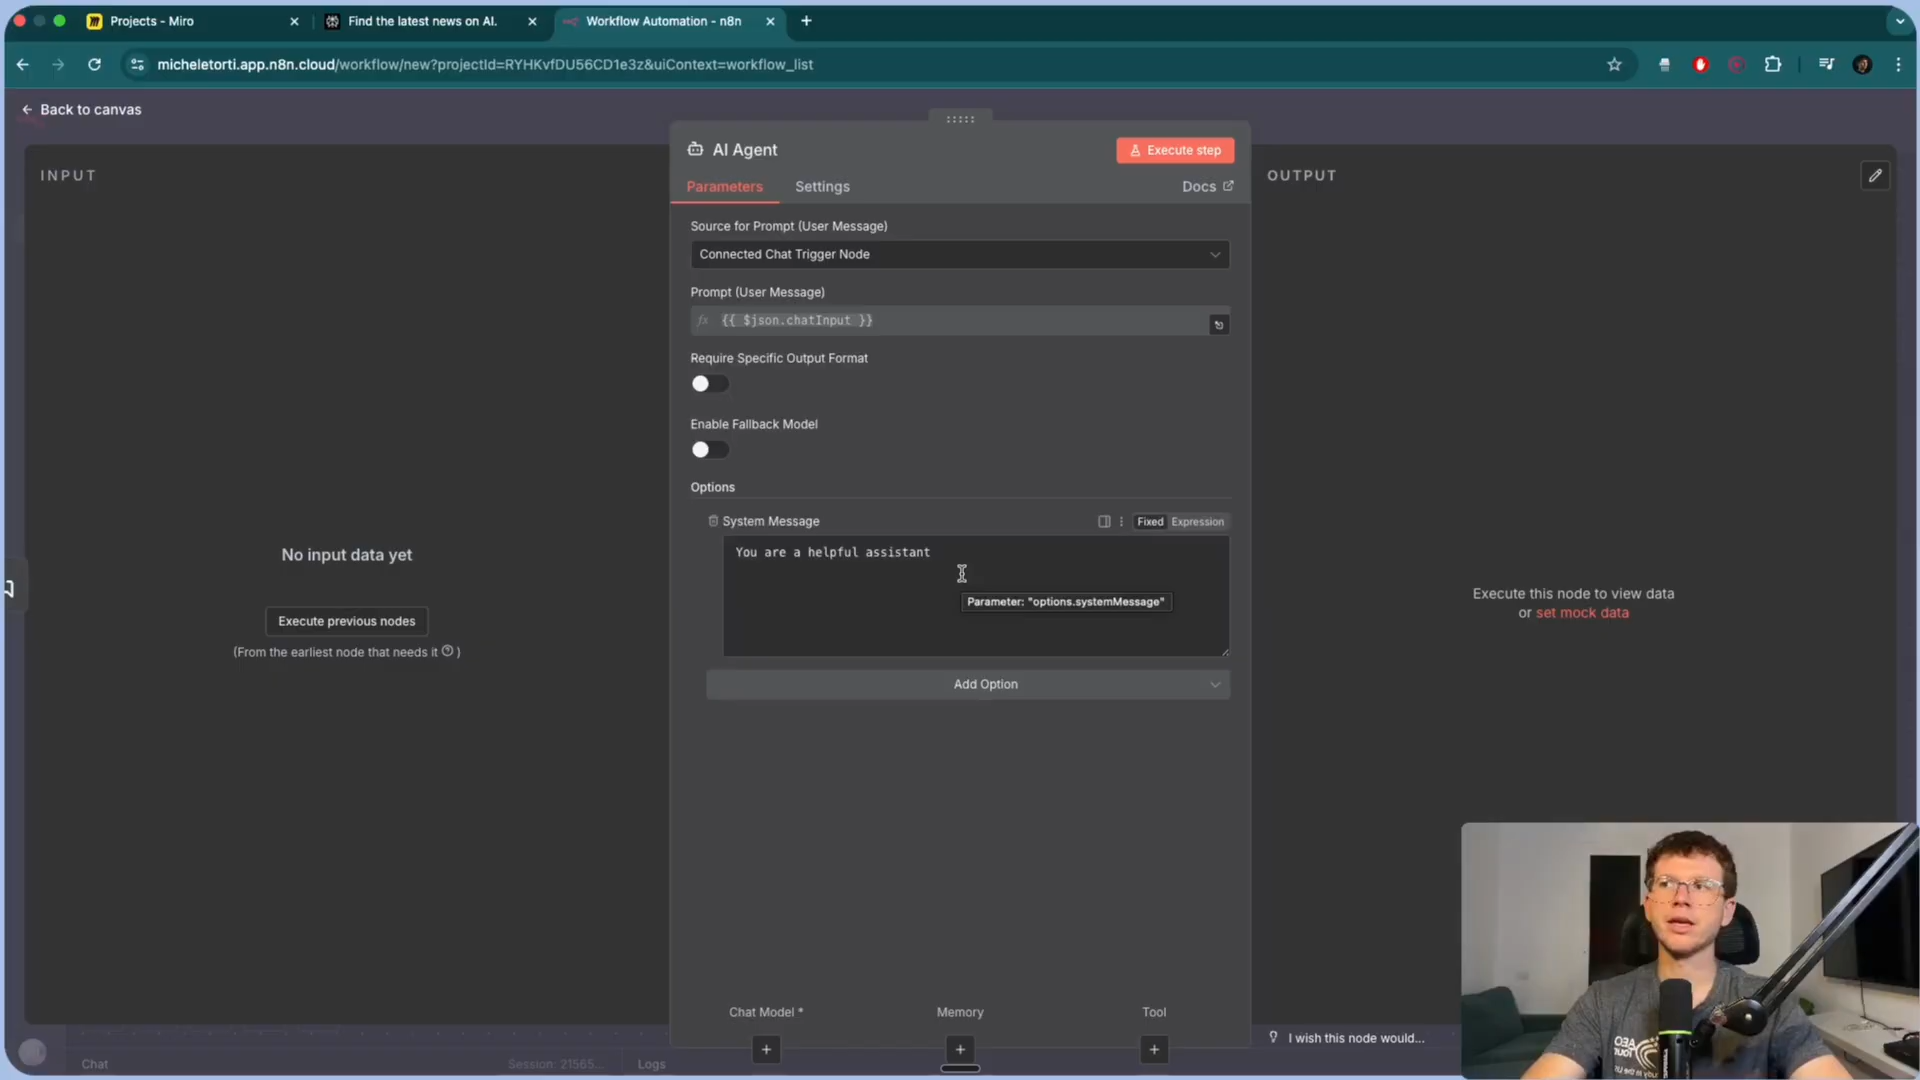 Projects - Miro
Find the latest news on AI.
Workflow Automation - n8n
micheletorti.app.n8n.cloud/workflow/new?projectId=RYHKvfDU56CD1e3z&uiContext=workflow_list
Back to canvas
INPUT
No input data yet
Execute previous nodes
(From the earliest node that needs it ? )
AI Agent
Execute step
Parameters
Settings
Docs
Source for Prompt (User Message)
Connected Chat Trigger Node
Prompt (User Message)
fx {{ $json.chatInput }}
Require Specific Output Format
Enable Fallback Model
Options
System Message
Fixed
Expression
You are a helpful assistant
Parameter: "options.systemMessage"
Add Option
Chat Model *
Memory
Tool
OUTPUT
Execute this node to view data
or set mock data
I wish this node would...
Chat
Session: 21565...
Logs